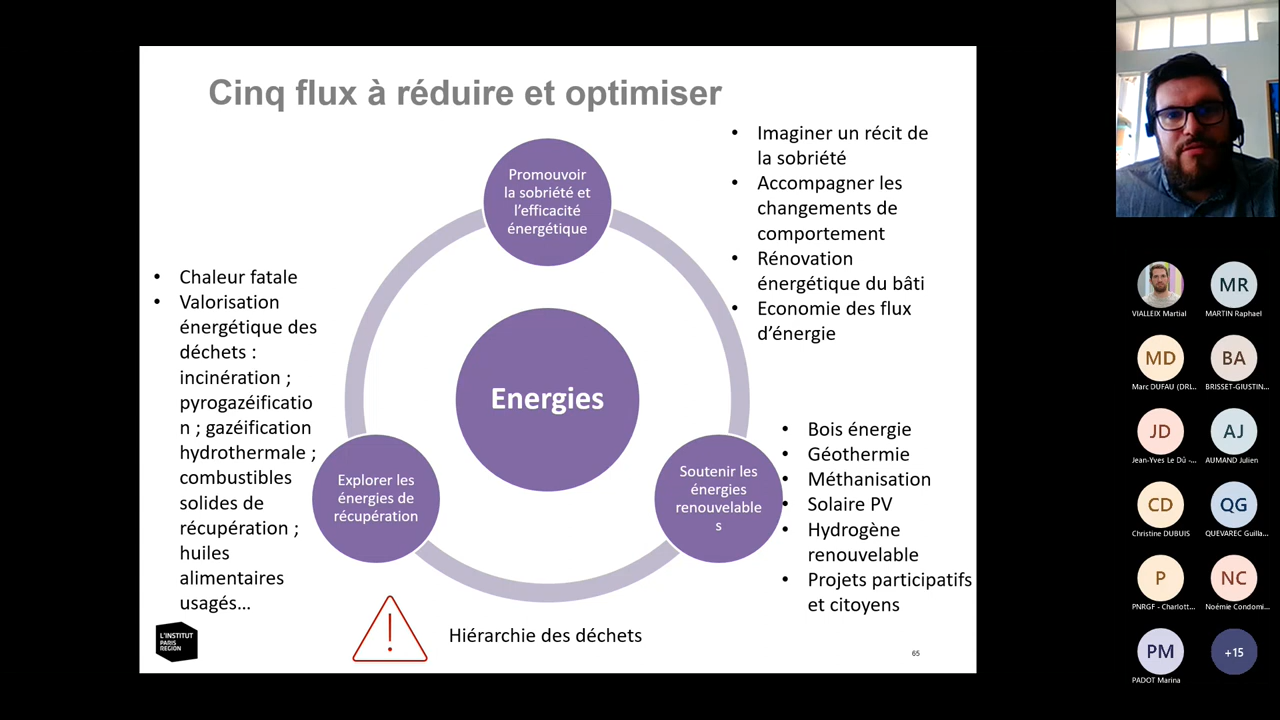 Cinq flux à réduire et optimiser
Promouvoir
la sobriété et
l’efficacité
énergétique
• Imaginer un récit de
la sobriété
• Accompagner les
changements de
comportement
• Rénovation
énergétique du bâti
• Economie des flux
d’énergie
• Chaleur fatale
• Valorisation
énergétique des
déchets :
incinération ;
pyrogazéificatio
n ; gazéification
hydrothermale ;
combustibles
solides de
récupération ;
huiles
alimentaires
usagés…
Energies
Explorer les
énergies de
récupération
Soutenir les
énergies
renouvelable
s
• Bois énergie
• Géothermie
• Méthanisation
• Solaire PV
• Hydrogène
renouvelable
• Projets participatifs
et citoyens
Hiérarchie des déchets
L'INSTITUT
PARIS
REGION
65
VIALLEIX Martial
MR
MARTIN Raphael
MD
Marc DUFAU (DRI...
BA
BRISSET-GIUSTIN...
JD
Jean-Yves Le Dû -...
AJ
AUMAND Julien
CD
Christine DUBUIS
QG
QUEVAREC Guilla...
P
PNRGF - Charlott...
NC
Noémie Condomi...
PM
PADOT Marina
+15